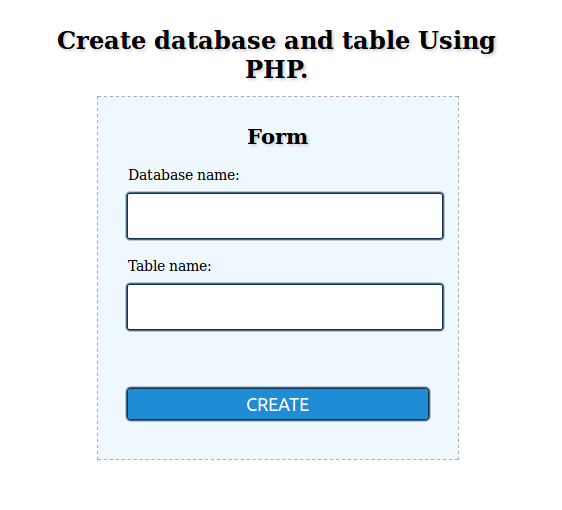 Create database and table Using
PHP.
Form
Database name:
Table name:
CREATE